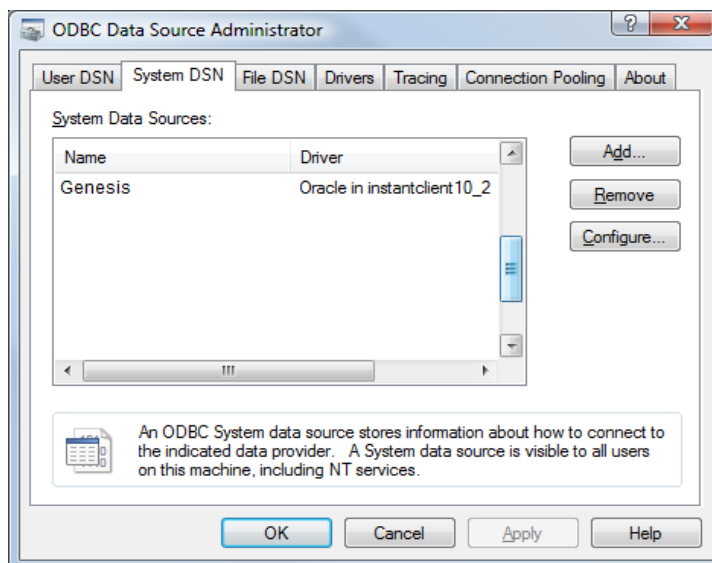 ODBC Data Source Administrator
User DSN System DSN File DSN Drivers Tracing Connection Pooling About
System Data Sources:
Name Driver
Genesis Oracle in instantclient10_2
Add...
Remove
Configure...
An ODBC System data source stores information about how to connect to
the indicated data provider. A System data source is visible to all users
on this machine, including NT services.
OK Cancel Apply Help